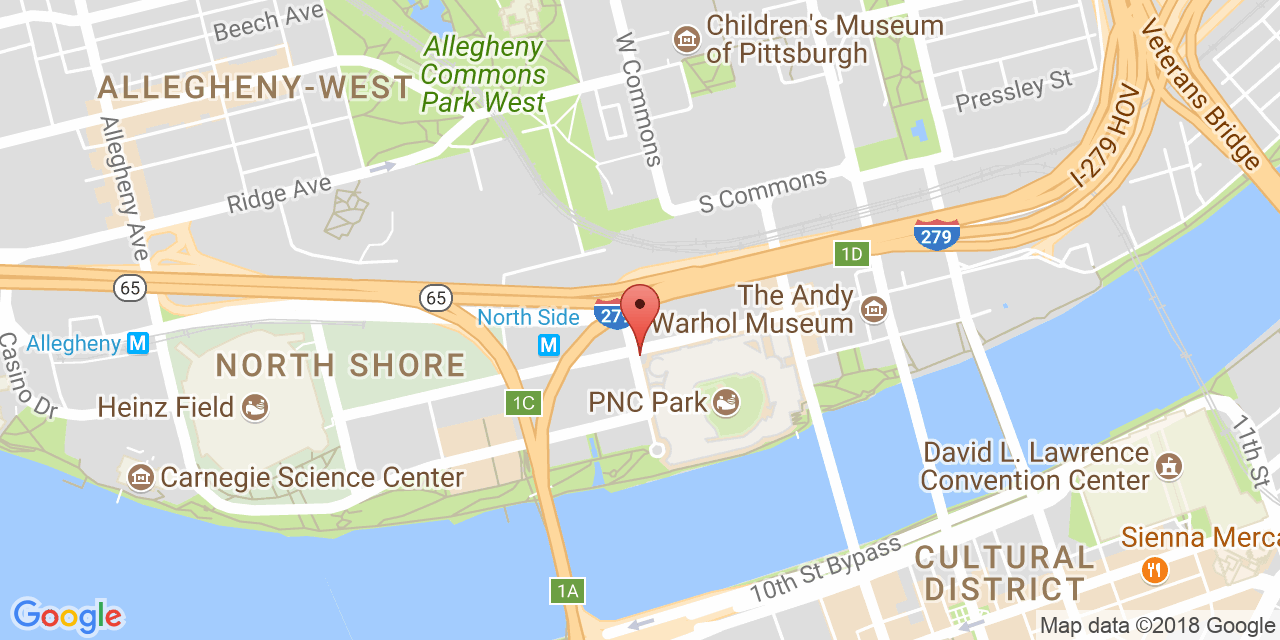 Beech Ave
Allegheny
Commons
Park West
W Commons
Children's Museum
of Pittsburgh
Veterans Bridge
ALLEGHENY-WEST
Pressley St
I-279 HOV
Allegheny Ave
Ridge Ave
S Commons
279
1D
65
65
The Andy
Warhol Museum
North Side
M
27
Allegheny M
NORTH SHORE
Casino Dr
Heinz Field
1C
PNC Park
11th St
David L. Lawrence
Convention Center
Carnegie Science Center
Sienna Merca
10th St Bypass
CULTURAL
DISTRICT
1A
Google
Map data ©2018 Google